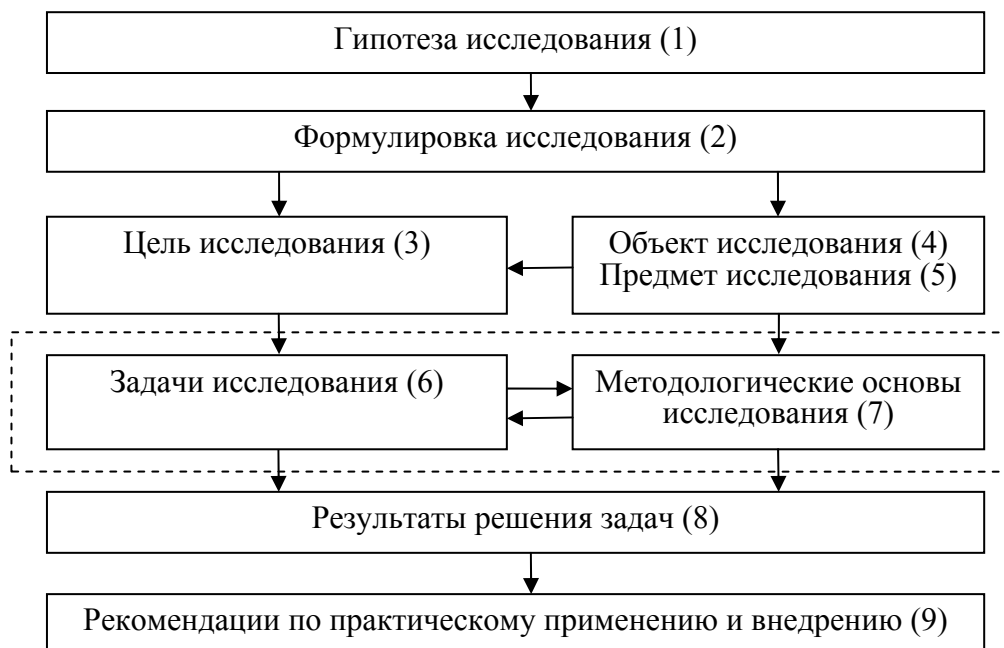 Гипотеза исследования (1)
Формулировка исследования (2)
Цель исследования (3)
Объект исследования (4)
Предмет исследования (5)
Задачи исследования (6)
Методологические основы
исследования (7)
Результаты решения задач (8)
Рекомендации по практическому применению и внедрению (9)